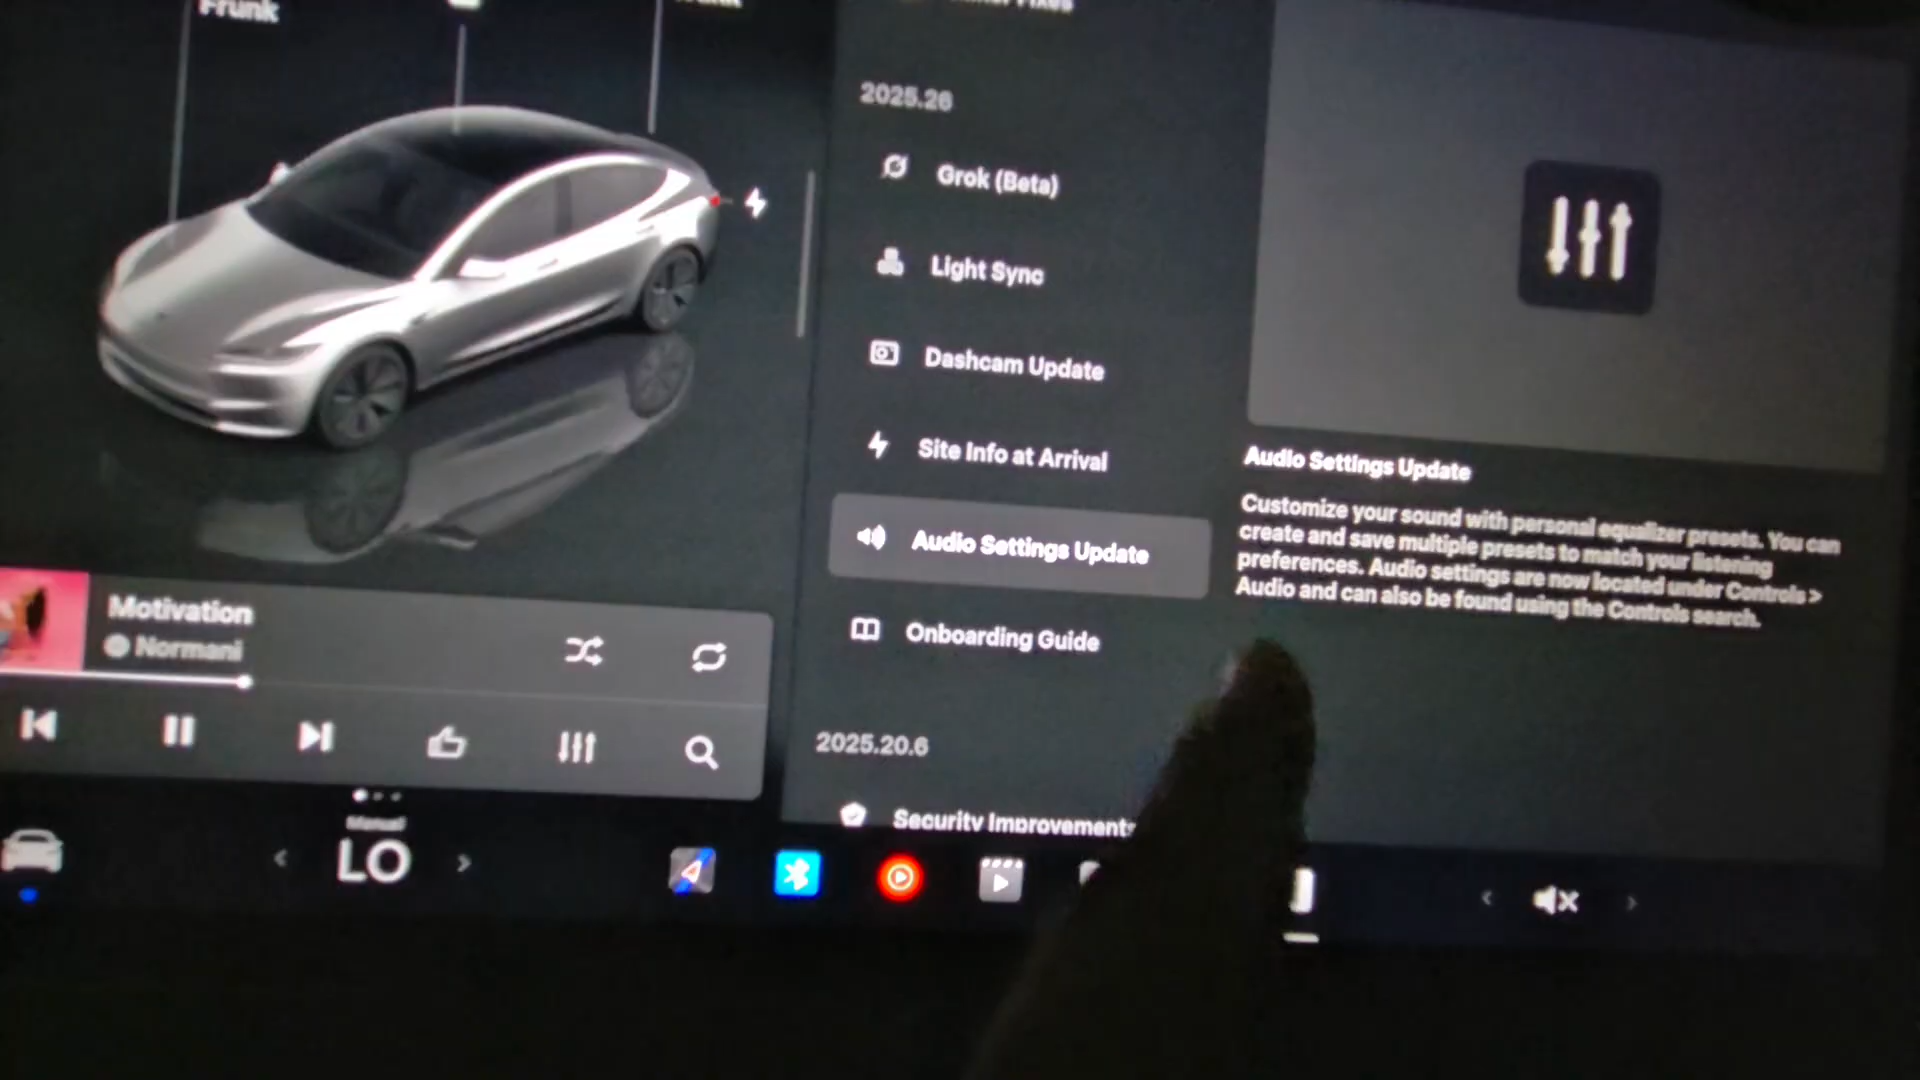 Frunk
Fixes
2025.26
Grok (Beta)
Light Sync
Dashcam Update
Site Info at Arrival
Audio Settings Update
Onboarding Guide
2025.20.6
Security Improvements
Audio Settings Update
Customize your sound with personal equalizer presets. You can
create and save multiple presets to match your listening
preferences. Audio settings are now located under Controls >
Audio and can also be found using the Controls search.
Motivation
Normani
Manual
LO